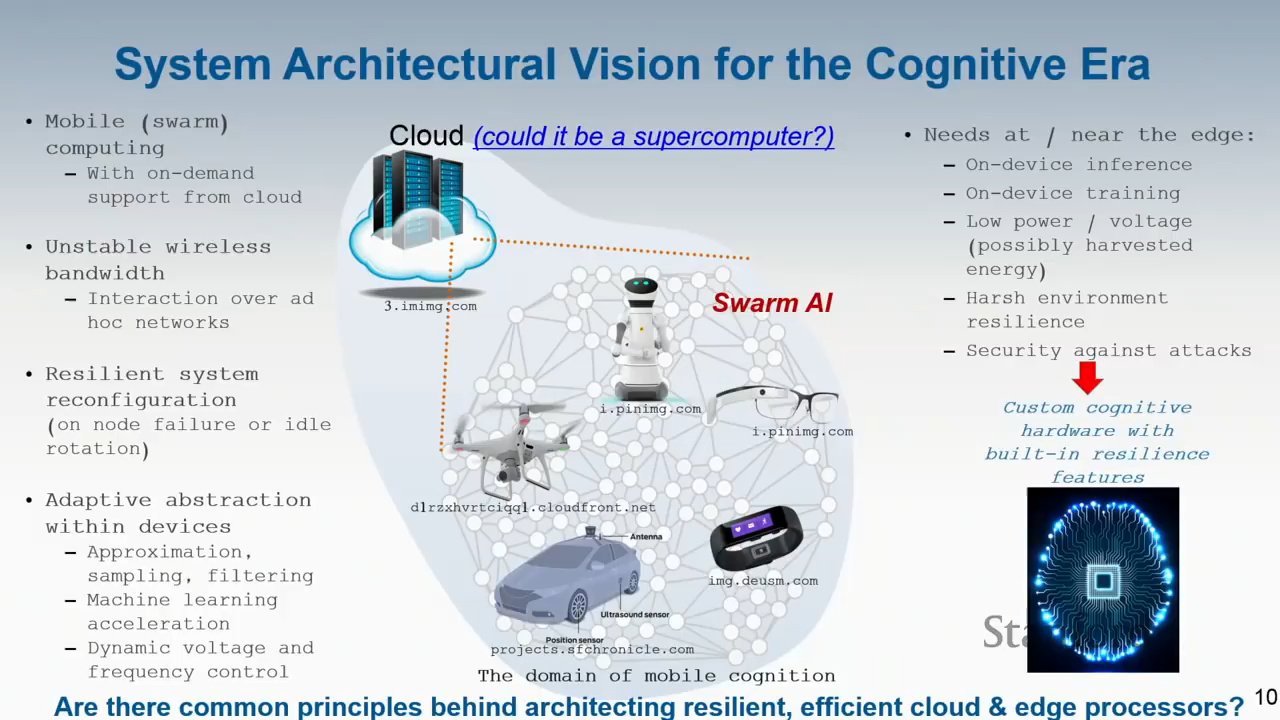 System Architectural Vision for the Cognitive Era
• Mobile (swarm)
computing
– With on-demand
support from cloud
• Unstable wireless
bandwidth
– Interaction over ad
hoc networks
• Resilient system
reconfiguration
(on node failure or idle
rotation)
• Adaptive abstraction
within devices
– Approximation,
sampling, filtering
– Machine learning
acceleration
– Dynamic voltage and
frequency control
Cloud (could it be a supercomputer?)
3.imimg.com
Swarm AI
i.pinimg.com
i.pinimg.com
d1rzxhvrtciqq1.cloudfront.net
Antenna
img.deusm.com
Ultrasound sensor
Position sensor
projects.sfchronicle.com
The domain of mobile cognition
• Needs at / near the edge:
– On-device inference
– On-device training
– Low power / voltage
(possibly harvested
energy)
– Harsh environment
resilience
– Security against attacks
Custom cognitive
hardware with
built-in resilience
features
Are there common principles behind architecting resilient, efficient cloud & edge processors?
10